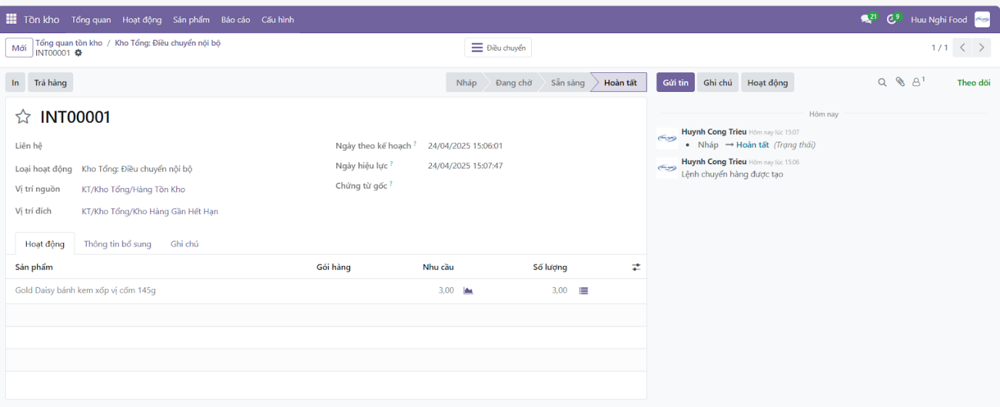 Tồn kho Tổng quan Hoạt động Sản phẩm Báo cáo Cấu hình 21 9 Huu Nghi Food
Mới Tổng quan tồn kho / Kho Tổng: Điều chuyển nội bộ
INT00001
Điều chuyển
1 / 1
In Trả hàng Nháp Đang chờ Sẵn sàng Hoàn tất
Gửi tin Ghi chú Hoạt động 1 Theo dõi
INT00001
Liên hệ
Loại hoạt động Kho Tổng: Điều chuyển nội bộ
Vị trí nguồn KT/Kho Tổng/Hàng Tồn Kho
Vị trí đích KT/Kho Tổng/Kho Hàng Gần Hết Hạn
Ngày theo kế hoạch ? 24/04/2025 15:06:01
Ngày hiệu lực ? 24/04/2025 15:07:47
Chứng từ gốc ?
Hoạt động Thông tin bổ sung Ghi chú
Sản phẩm Gói hàng Nhu cầu Số lượng
Gold Daisy bánh kem xốp vị cốm 145g 3,00 3,00
Hôm nay
Huynh Cong Trieu Hôm nay lúc 15:07
• Nháp → Hoàn tất (Trạng thái)
Huynh Cong Trieu Hôm nay lúc 15:06
Lệnh chuyển hàng được tạo